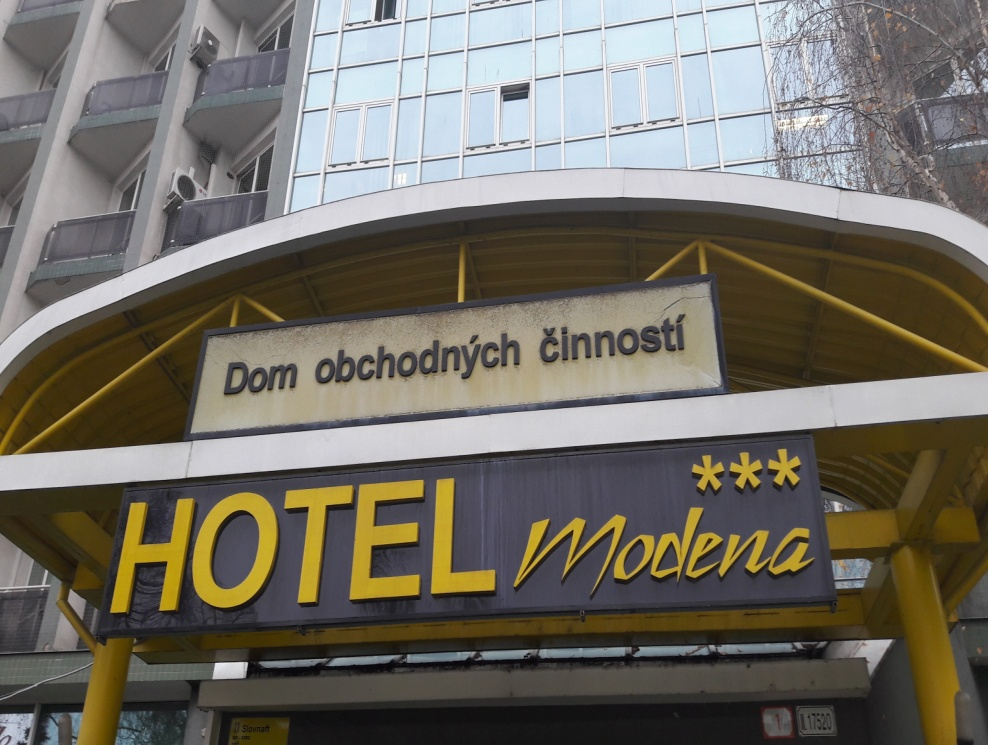 Dom obchodných činností
***
HOTEL Modena
Slovnaft
1
17520